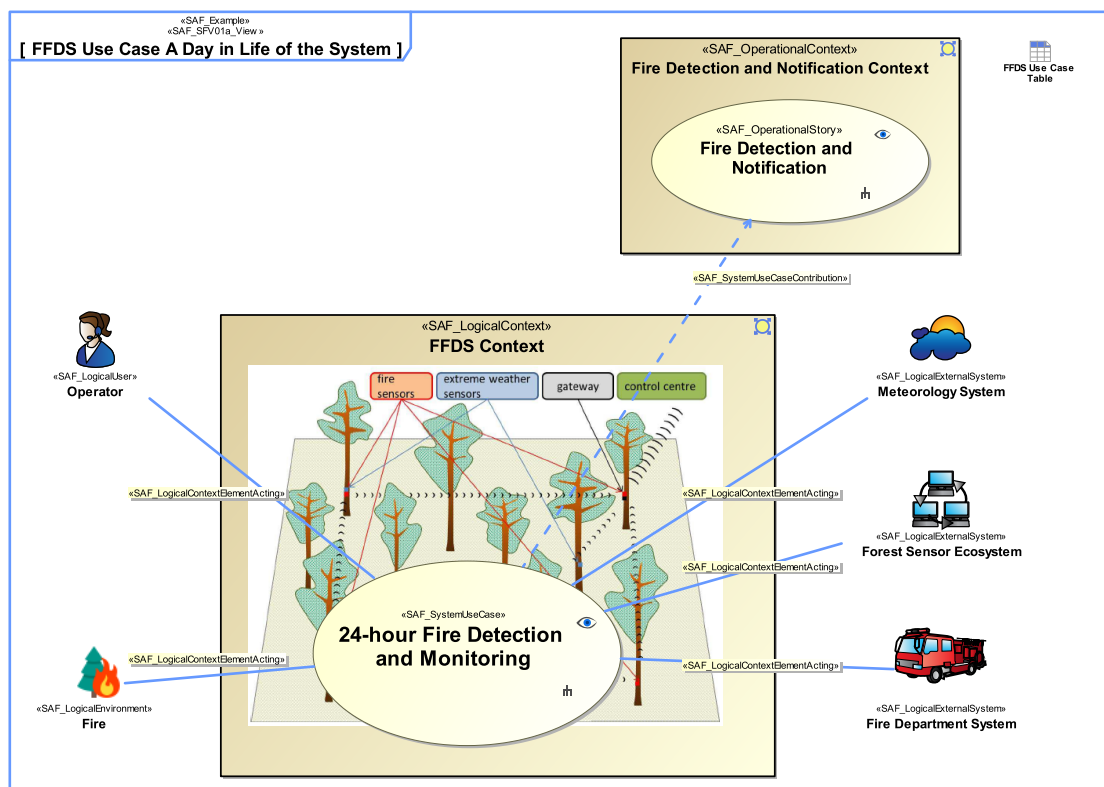 «SAF_Example»
«SAF_SFV01a_View »
[ FFDS Use Case A Day in Life of the System ]
«SAF_OperationalContext»
Fire Detection and Notification Context
FFDS Use Case
Table
«SAF_OperationalStory»
Fire Detection and
Notification
«SAF_SystemUseCaseContribution»
«SAF_LogicalUser»
Operator
«SAF_LogicalContext»
FFDS Context
fire
sensors
extreme weather
sensors
gateway
control centre
«SAF_LogicalExternalSystem»
Meteorology System
«SAF_LogicalContextElementActing»
«SAF_LogicalContextElementActing»
«SAF_LogicalExternalSystem»
Forest Sensor Ecosystem
«SAF_LogicalContextElementActing»
«SAF_SystemUseCase»
24-hour Fire Detection
and Monitoring
«SAF_LogicalContextElementActing»
«SAF_LogicalContextElementActing»
«SAF_LogicalEnvironment»
Fire
«SAF_LogicalExternalSystem»
Fire Department System